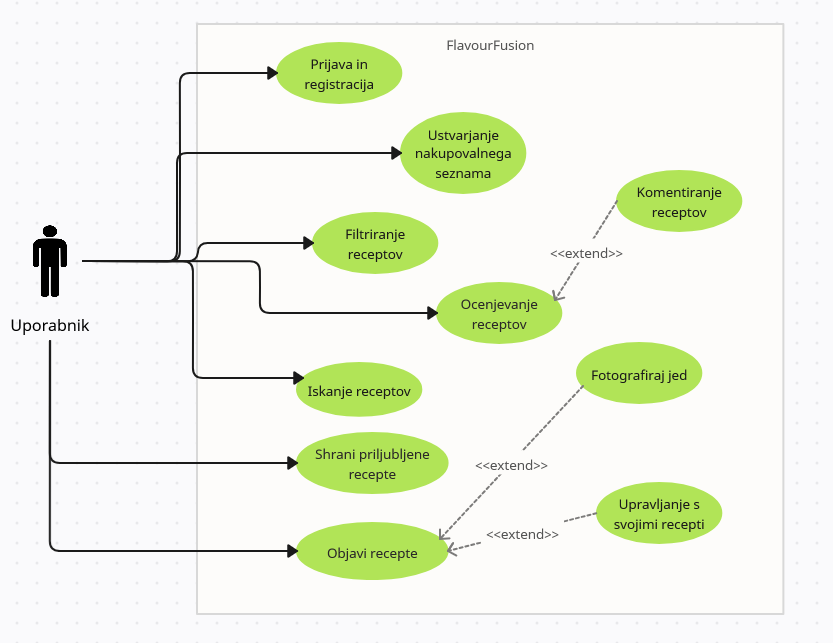 FlavourFusion
Prijava in
registracija
Ustvarjanje
nakupovalnega
seznama
Komentiranje
receptov
Filtriranje
receptov
<<extend>>
Ocenjevanje
receptov
Uporabnik
Fotografiraj jed
Iskanje receptov
Shrani priljubljene
recepte
<<extend>>
Upravljanje s
svojimi recepti
<<extend>>
Objavi recepte